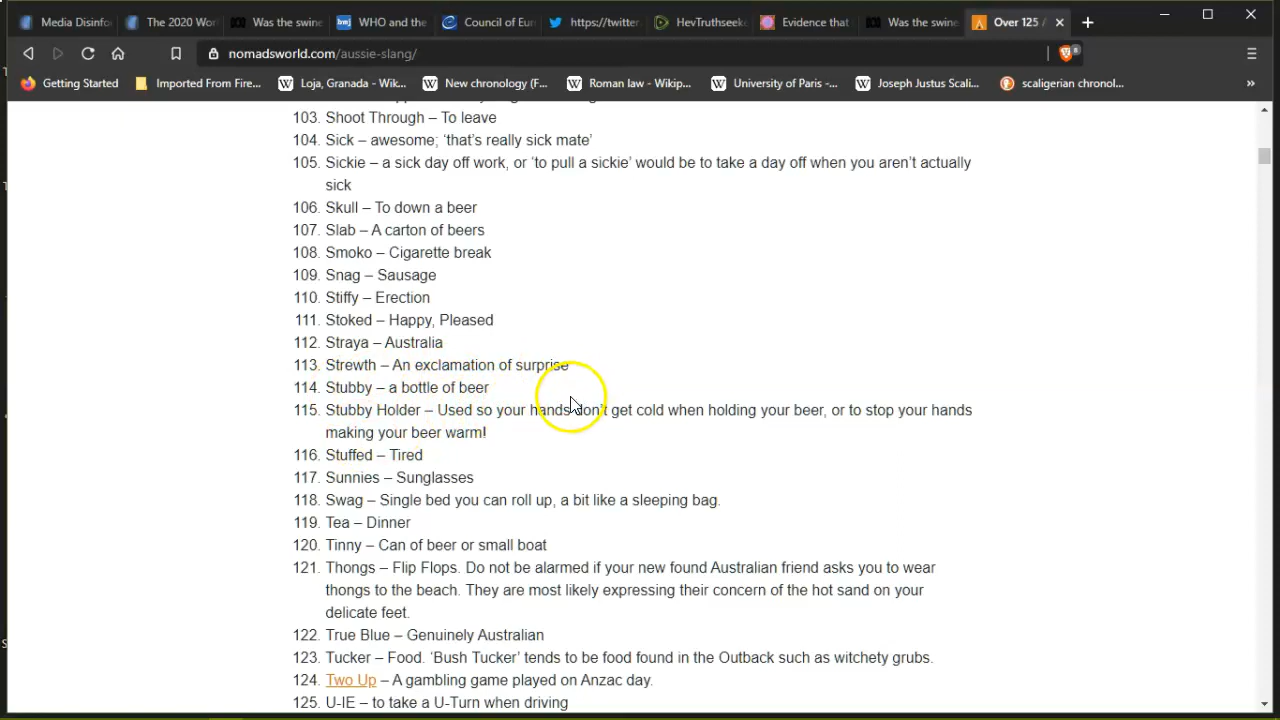 Media Disinfo
The 2020 Wor
Was the swine
WHO and the
Council of Eur
https://twitter
HevTruthseeke
Evidence that
Was the swine
Over 125 A
nomadsworld.com/aussie-slang/
Getting Started
Imported From Fire...
Loja, Granada - Wik...
New chronology (F...
Roman law - Wikip...
University of Paris -...
Joseph Justus Scali...
scaligerian chronol...
103. Shoot Through – To leave
104. Sick – awesome; ‘that’s really sick mate’
105. Sickie – a sick day off work, or ‘to pull a sickie’ would be to take a day off when you aren’t actually
sick
106. Skull – To down a beer
107. Slab – A carton of beers
108. Smoko – Cigarette break
109. Snag – Sausage
110. Stiffy – Erection
111. Stoked – Happy, Pleased
112. Straya – Australia
113. Strewth – An exclamation of surprise
114. Stubby – a bottle of beer
115. Stubby Holder – Used so your hands don’t get cold when holding your beer, or to stop your hands
making your beer warm!
116. Stuffed – Tired
117. Sunnies – Sunglasses
118. Swag – Single bed you can roll up, a bit like a sleeping bag.
119. Tea – Dinner
120. Tinny – Can of beer or small boat
121. Thongs – Flip Flops. Do not be alarmed if your new found Australian friend asks you to wear
thongs to the beach. They are most likely expressing their concern of the hot sand on your
delicate feet.
122. True Blue – Genuinely Australian
123. Tucker – Food. ‘Bush Tucker’ tends to be food found in the Outback such as witchety grubs.
124. Two Up – A gambling game played on Anzac day.
125. U-IE – to take a U-Turn when driving